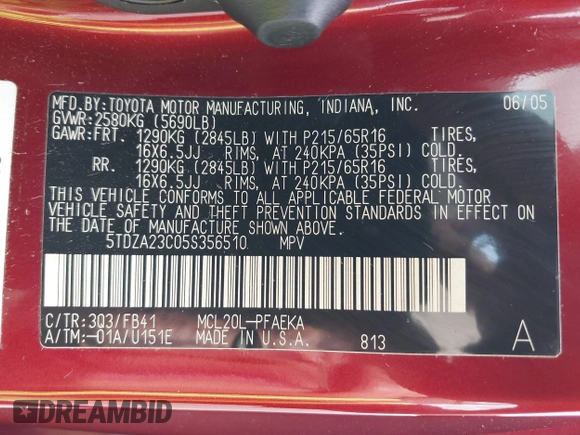 MFD.BY:TOYOTA MOTOR MANUFACTURING, INDIANA, INC. 06/05
GVWR:2580KG (5690LB)
GAWR:FRT. 1290KG (2845LB) WITH P215/65R16 TIRES,
16X6.5JJ RIMS, AT 240KPA (35PSI) COLD.
RR. 1290KG (2845LB) WITH P215/65R16 TIRES,
16X6.5JJ RIMS, AT 240KPA (35PSI) COLD.
THIS VEHICLE CONFORMS TO ALL APPLICABLE FEDERAL MOTOR
VEHICLE SAFETY AND THEFT PREVENTION STANDARDS IN EFFECT ON
THE DATE OF MANUFACTURE SHOWN ABOVE.
5TDZA23C05S356510 MPV
C/TR:3Q3/FB41 MCL20L-PFAEKA
A/TM:-01A/U151E MADE IN U.S.A. 813 A
DREAMBID